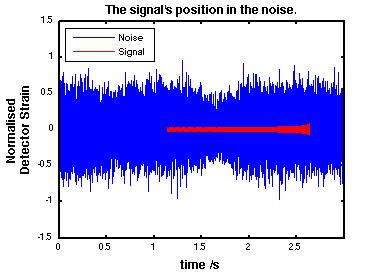 The signal's position in the noise.
Noise
Signal
Normalised
Detector Strain
1.5
1
0.5
0
-0.5
-1
-1.5
0 0.5 1 1.5 2 2.5
time /s